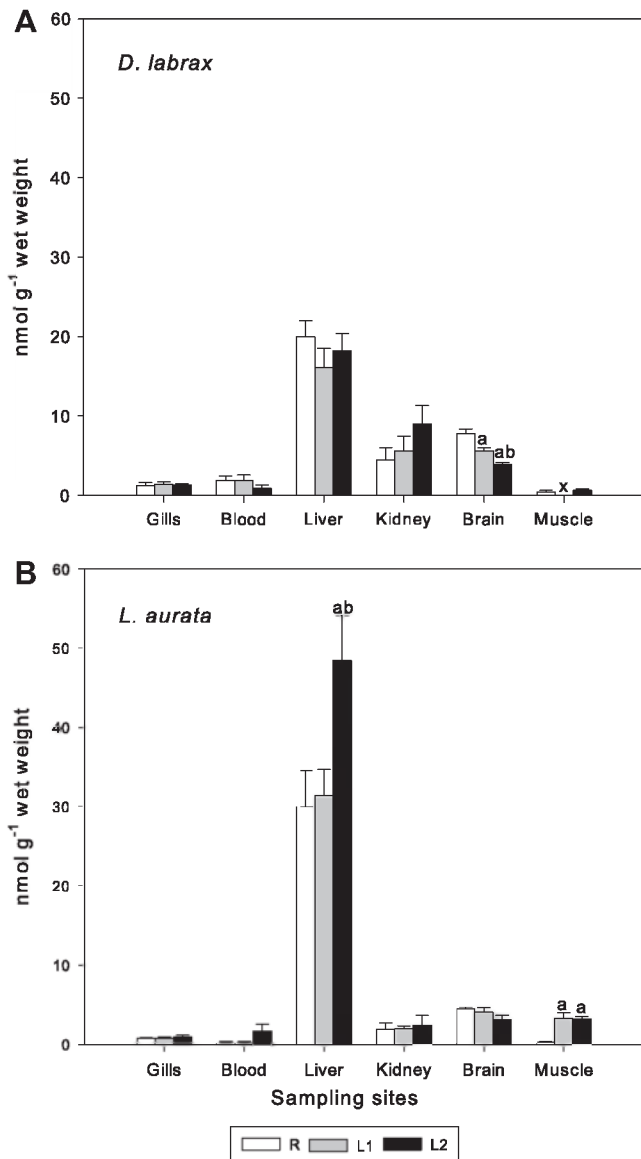 A
D. labrax
nmol g⁻¹ wet weight
60
50
40
30
20
10
0
a
ab
x
Gills Blood Liver Kidney Brain Muscle
B
L. aurata
nmol g⁻¹ wet weight
60
50
40
30
20
10
0
ab
a a
Gills Blood Liver Kidney Brain Muscle
Sampling sites
R L1 L2